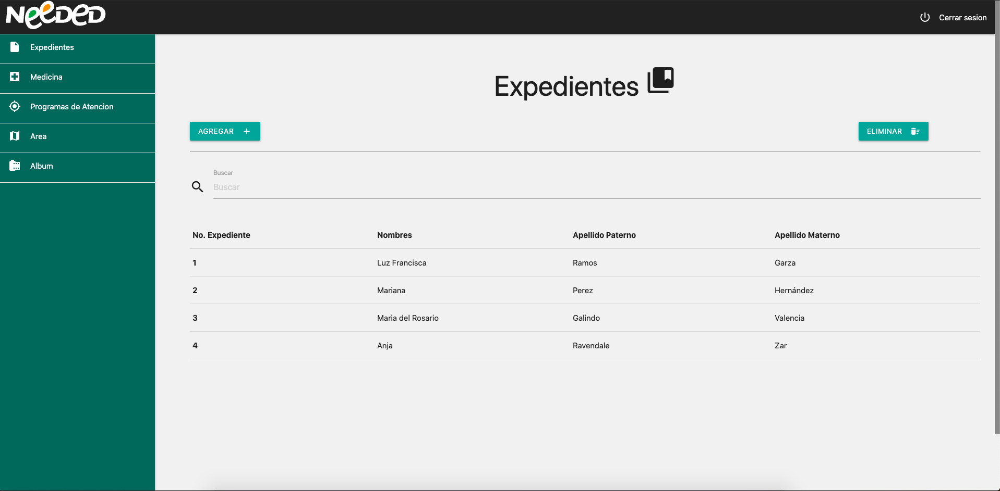 NeeDeD
Cerrar sesion
Expedientes
Medicina
Programas de Atencion
Area
Album
Expedientes
AGREGAR
ELIMINAR
Buscar
Buscar
No. Expediente Nombres Apellido Paterno Apellido Materno
1 Luz Francisca Ramos Garza
2 Mariana Perez Hernández
3 Maria del Rosario Galindo Valencia
4 Anja Ravendale Zar